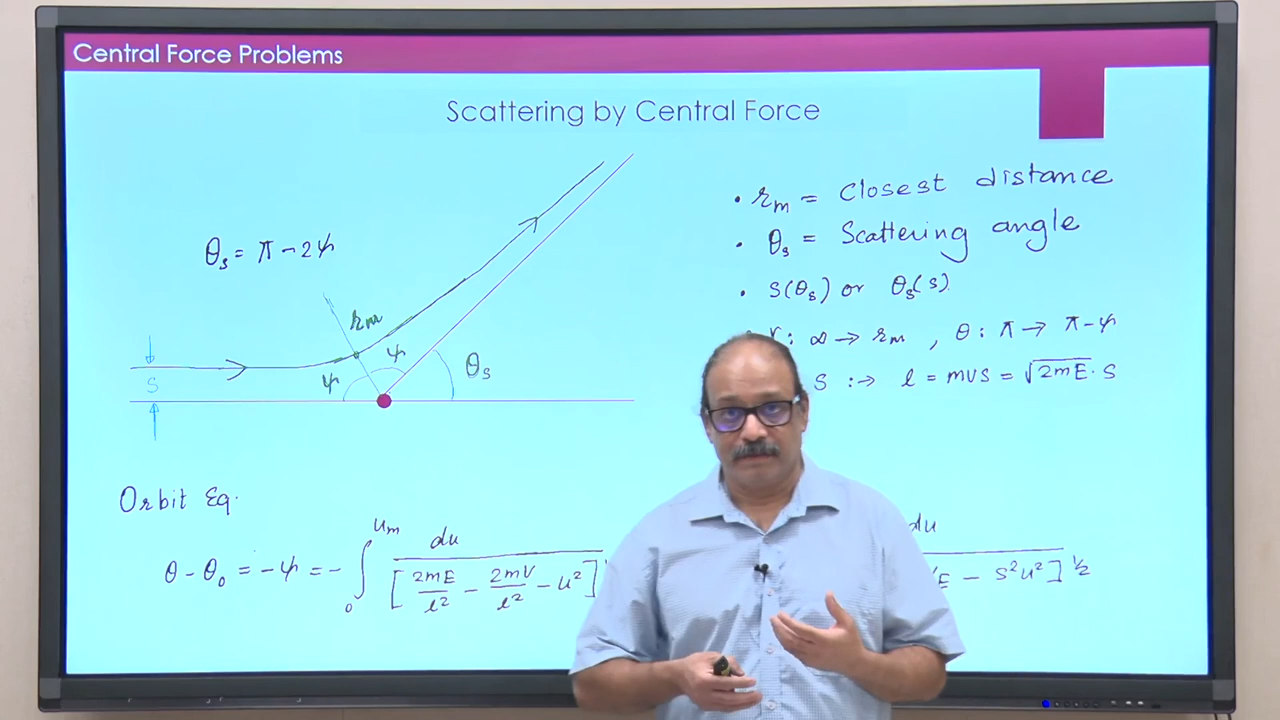 Central Force Problems
Scattering by Central Force
θₛ = π − 2ψ
rₘ
ψ
ψ
θₛ
S
• rₘ = Closest distance
• θₛ = Scattering angle
• S(θₛ) or θₛ(s)
r : ∞ → rₘ , θ : π → π−ψ
S :→ ℓ = mVS = √2mE · S
Orbit Eq.
θ − θ₀ = −ψ = − ∫₀^{uₘ} du / [2mE/ℓ² − 2mV/ℓ² − u²]
du
E − S²u²]^½